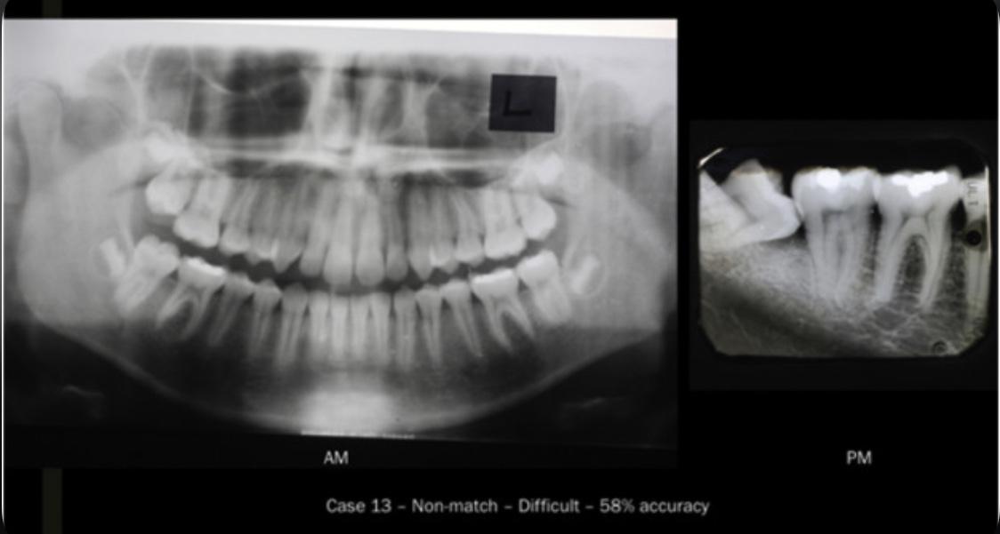 L
AM
PM
Case 13 – Non-match – Difficult – 58% accuracy